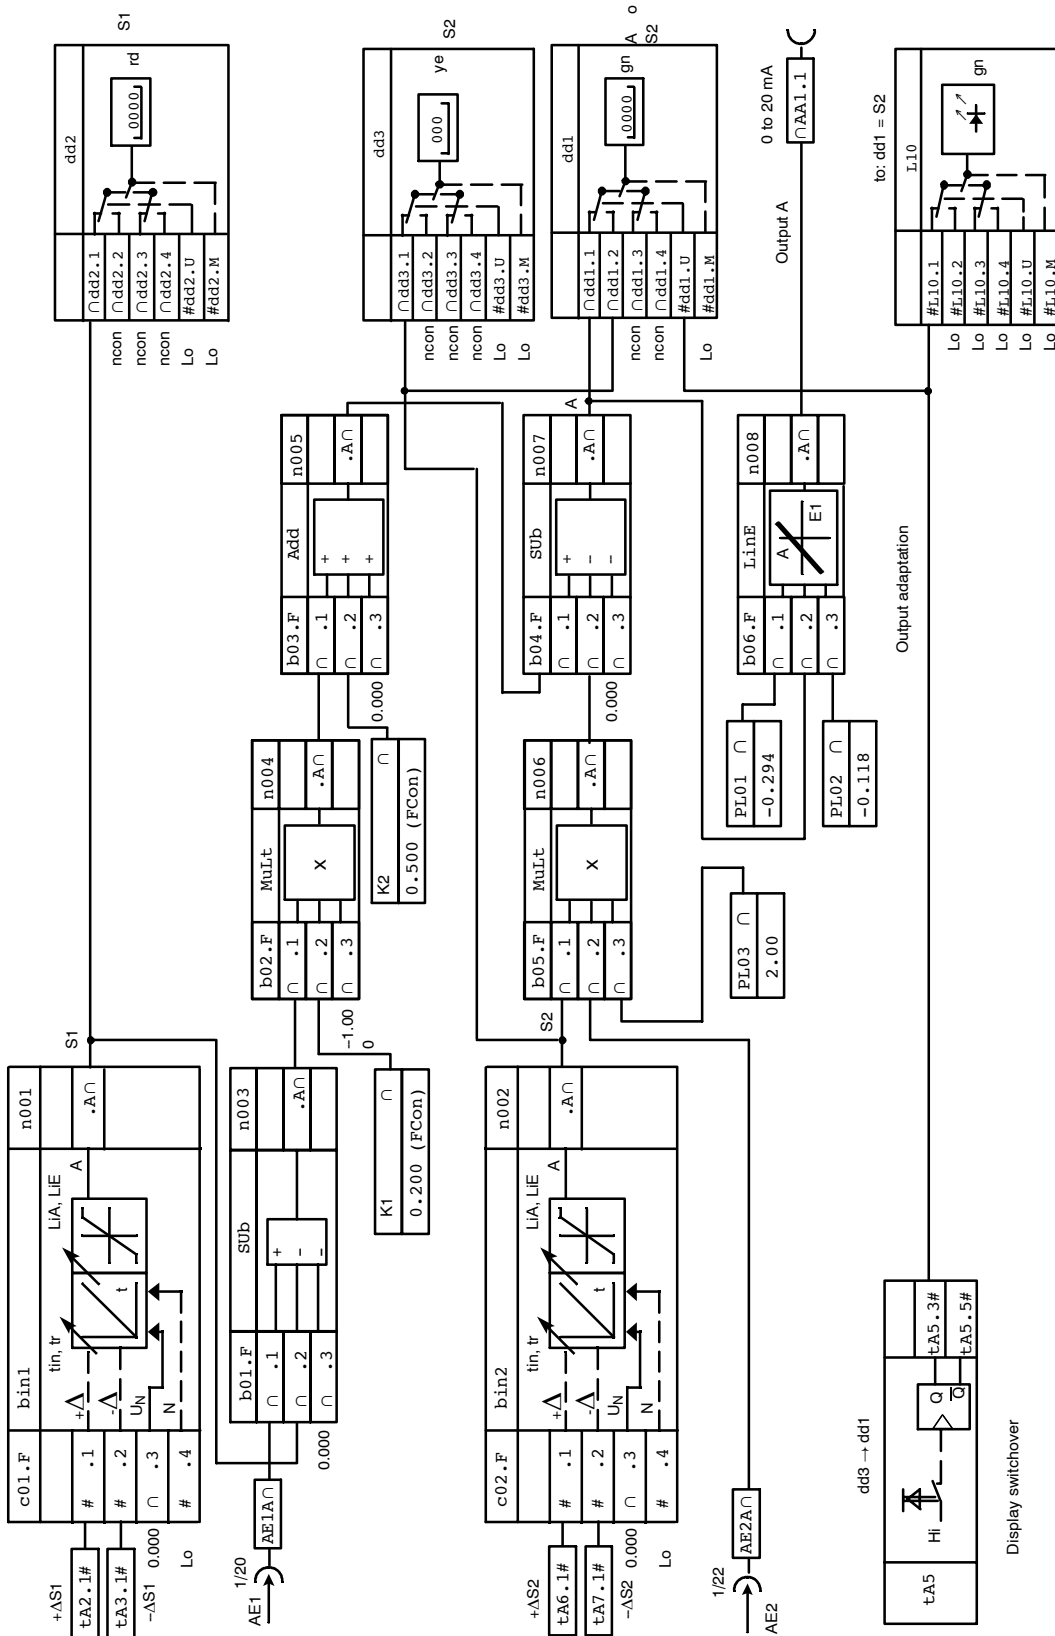 +ΔS1
tA2.1#
tA3.1#
−ΔS1
0.000
Lo
c01.F
bin1
n001
# .1
# .2
∩ .3
# .4
+Δ
-Δ
UN
N
tin, tr
LiA, LiE
t
A
.A∩
S1
dd2
∩dd2.1
∩dd2.2
∩dd2.3
∩dd2.4
#dd2.U
#dd2.M
ncon
ncon
ncon
Lo
Lo
0000
rd
S1
1/20
AE1
AE1A∩
b01.F
SUb
n003
∩ .1
∩ .2
∩ .3
0.000
+
−
−
.A∩
K1 ∩
0.200 (FCon)
−1.00
0
b02.F
MuLt
n004
∩ .1
∩ .2
∩ .3
X
.A∩
K2 ∩
0.500 (FCon)
0.000
b03.F
Add
n005
∩ .1
∩ .2
∩ .3
+
+
+
.A∩
dd3
∩dd3.1
∩dd3.2
∩dd3.3
∩dd3.4
#dd3.U
#dd3.M
ncon
ncon
ncon
Lo
Lo
000
ye
S2
+ΔS2
tA6.1#
tA7.1#
−ΔS2
0.000
Lo
c02.F
bin2
n002
# .1
# .2
∩ .3
# .4
+Δ
-Δ
UN
N
tin, tr
LiA, LiE
t
A
.A∩
S2
1/22
AE2
AE2A∩
b05.F
MuLt
n006
∩ .1
∩ .2
∩ .3
X
.A∩
PL03 ∩
2.00
0.000
b04.F
SUb
n007
∩ .1
∩ .2
∩ .3
+
−
−
.A∩
A
dd1
∩dd1.1
∩dd1.2
∩dd1.3
∩dd1.4
#dd1.U
#dd1.M
ncon
ncon
Lo
0000
gn
A o
S2
PL01 ∩
-0.294
PL02 ∩
-0.118
b06.F
LinE
n008
∩ .1
∩ .2
∩ .3
A
E1
.A∩
Output A
0 to 20 mA
∩AA1.1
Output adaptation
dd3 → dd1
tA5
Hi
Q
Q̅
tA5.3#
tA5.5#
Display switchover
to: dd1 = S2
L10
#L10.1
#L10.2
#L10.3
#L10.4
#L10.U
#L10.M
Lo
Lo
Lo
Lo
Lo
gn